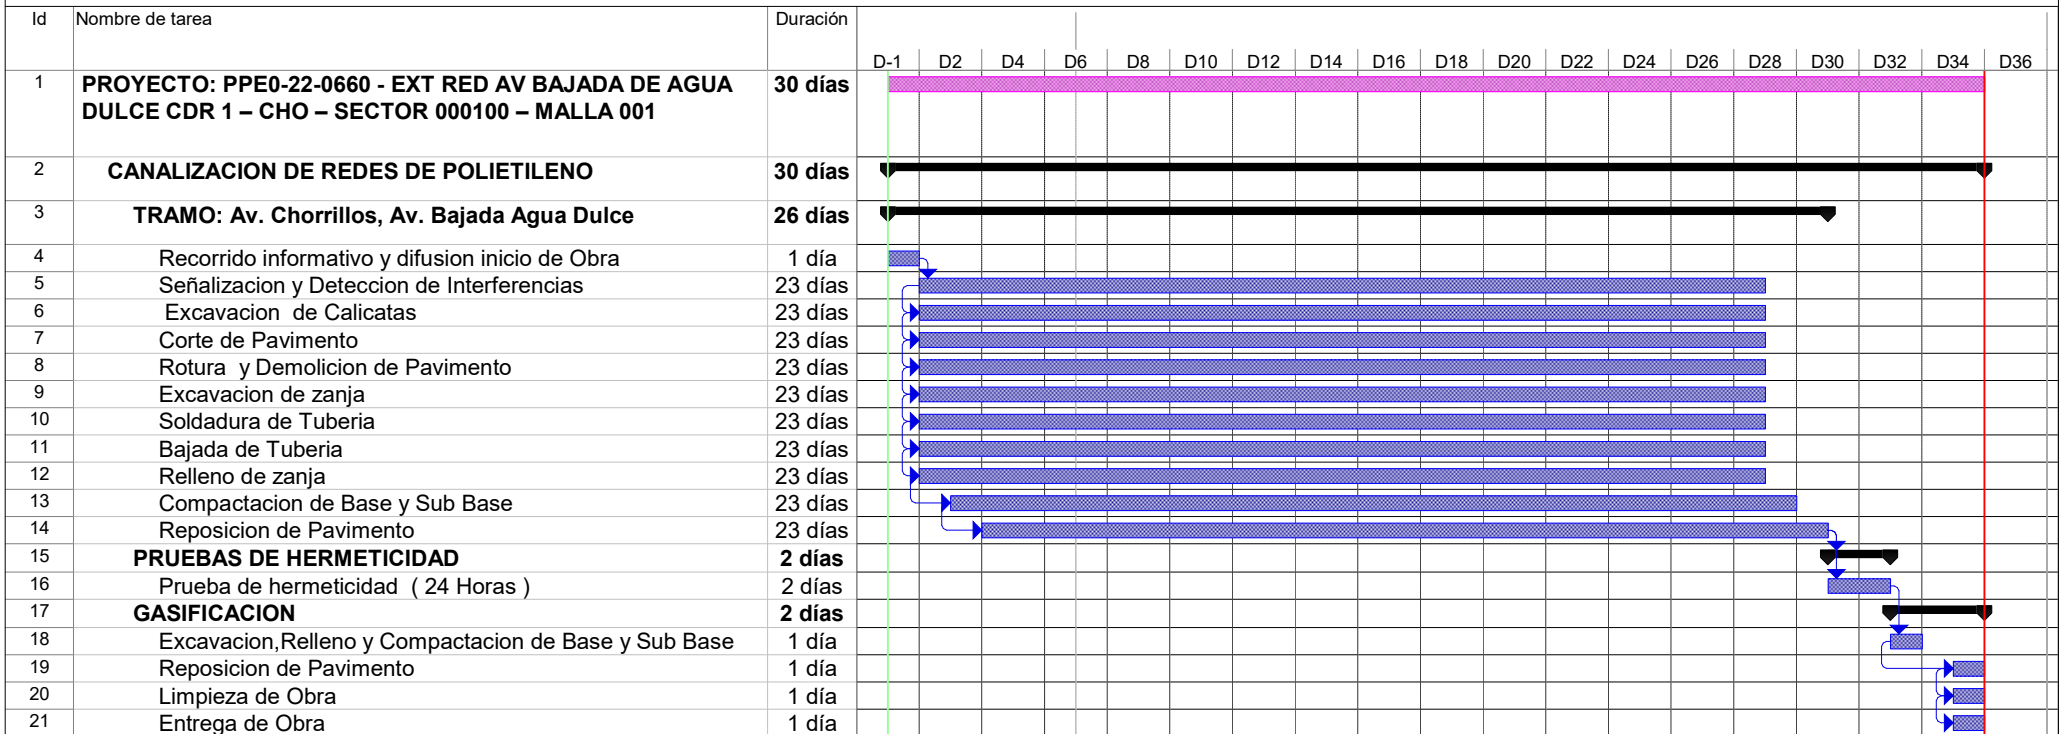 Id Nombre de tarea Duración
D-1 D2 D4 D6 D8 D10 D12 D14 D16 D18 D20 D22 D24 D26 D28 D30 D32 D34 D36
1 PROYECTO: PPE0-22-0660 - EXT RED AV BAJADA DE AGUA 30 días
DULCE CDR 1 – CHO – SECTOR 000100 – MALLA 001
2 CANALIZACION DE REDES DE POLIETILENO 30 días
3 TRAMO: Av. Chorrillos, Av. Bajada Agua Dulce 26 días
4 Recorrido informativo y difusion inicio de Obra 1 día
5 Señalizacion y Deteccion de Interferencias 23 días
6 Excavacion de Calicatas 23 días
7 Corte de Pavimento 23 días
8 Rotura y Demolicion de Pavimento 23 días
9 Excavacion de zanja 23 días
10 Soldadura de Tuberia 23 días
11 Bajada de Tuberia 23 días
12 Relleno de zanja 23 días
13 Compactacion de Base y Sub Base 23 días
14 Reposicion de Pavimento 23 días
15 PRUEBAS DE HERMETICIDAD 2 días
16 Prueba de hermeticidad ( 24 Horas ) 2 días
17 GASIFICACION 2 días
18 Excavacion,Relleno y Compactacion de Base y Sub Base 1 día
19 Reposicion de Pavimento 1 día
20 Limpieza de Obra 1 día
21 Entrega de Obra 1 día